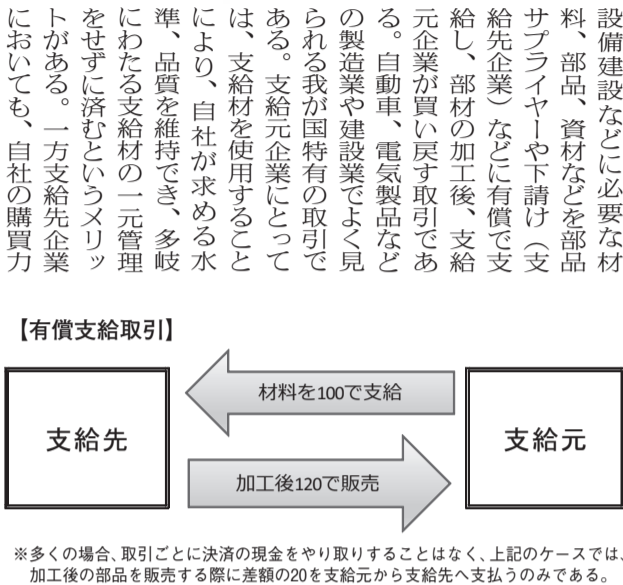 設備建設などに必要な材
料、部品、資材などを部品
サプライヤーや下請け（支
給先企業）などに有償で支
給し、部材の加工後、支給
元企業が買い戻す取引であ
る。自動車、電気製品など
の製造業や建設業でよく見
られる我が国特有の取引で
ある。支給元企業にとって
は、支給材を使用すること
により、自社が求める水
準、品質を維持でき、多岐
にわたる支給材の一元管理
をせずに済むというメリッ
トがある。一方支給先企業
においても、自社の購買力
【有償支給取引】
支給先
材料を100で支給
加工後120で販売
支給元
※多くの場合、取引ごとに決済の現金をやり取りすることはなく、上記のケースでは、
加工後の部品を販売する際に差額の20を支給元から支給先へ支払うのみである。